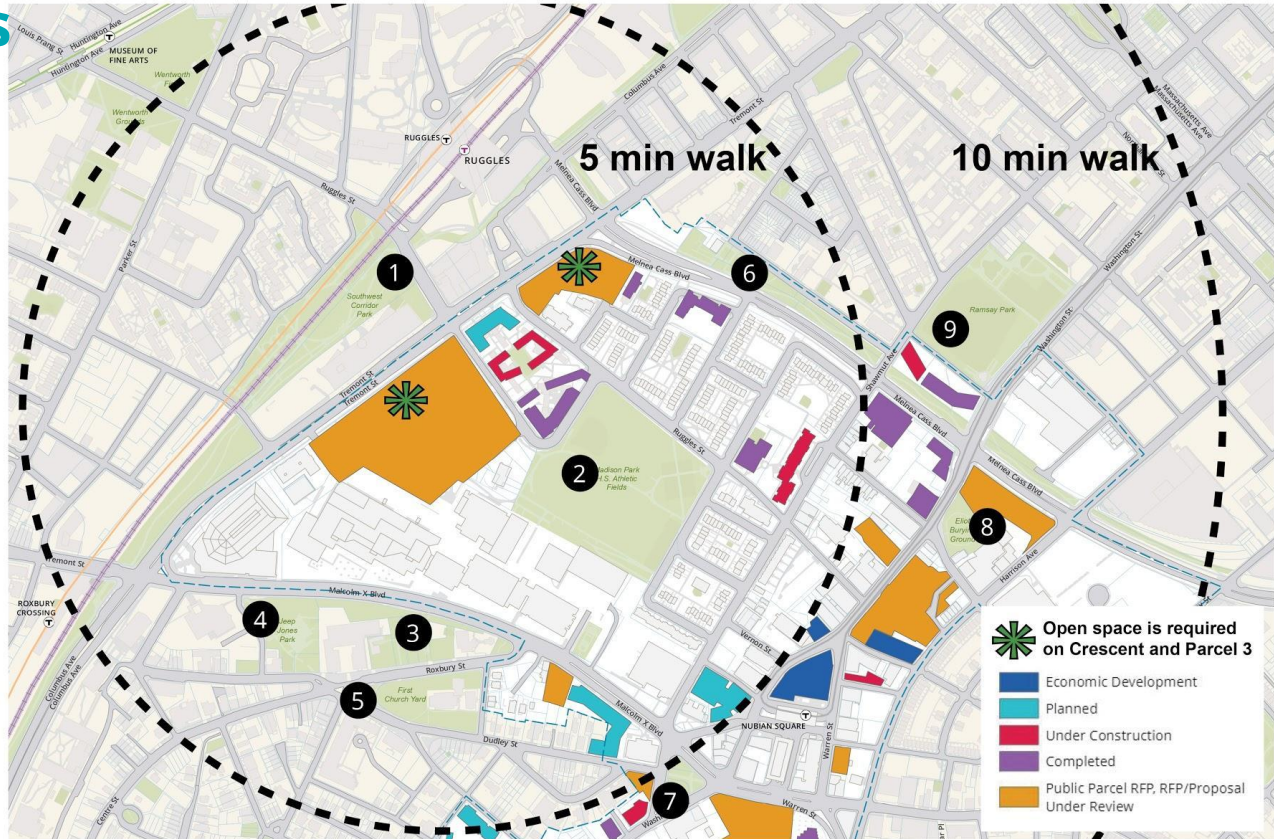 S
Louis Prang St
Huntington Ave
Huntington Ave
MUSEUM OF
FINE ARTS
Wentworth
Wentworth
Grounds
Parker St
Ruggles St
RUGGLES
RUGGLES
Columbus Ave
Tremont St
Melnea Cass Blvd
5 min walk
10 min walk
Massachusetts Ave
Massachusetts Ave
Washington St
Washington St
1
Southwest
Corridor
Park
Melnea Cass Blvd
6
Ramsay Park
9
Tremont St
Tremont St
Shawmut Ave
Melnea Cass Blvd
Ruggles St
2
Madison Park
H.S. Athletic
Fields
Melnea Cass Blvd
8
Harrison Ave
Tremont St
ROXBURY
CROSSING
Columbus Ave
Columbus Ave
Malcolm X Blvd
4
Jeep
Jones
Park
3
Roxbury St
5
First
Church Yard
Vernon St
Malcolm X Blvd
Dudley St
NUBIAN SQUARE
Warren St
7
Warren St
Centre St
Open space is required
on Crescent and Parcel 3
Economic Development
Planned
Under Construction
Completed
Public Parcel RFP, RFP/Proposal
Under Review